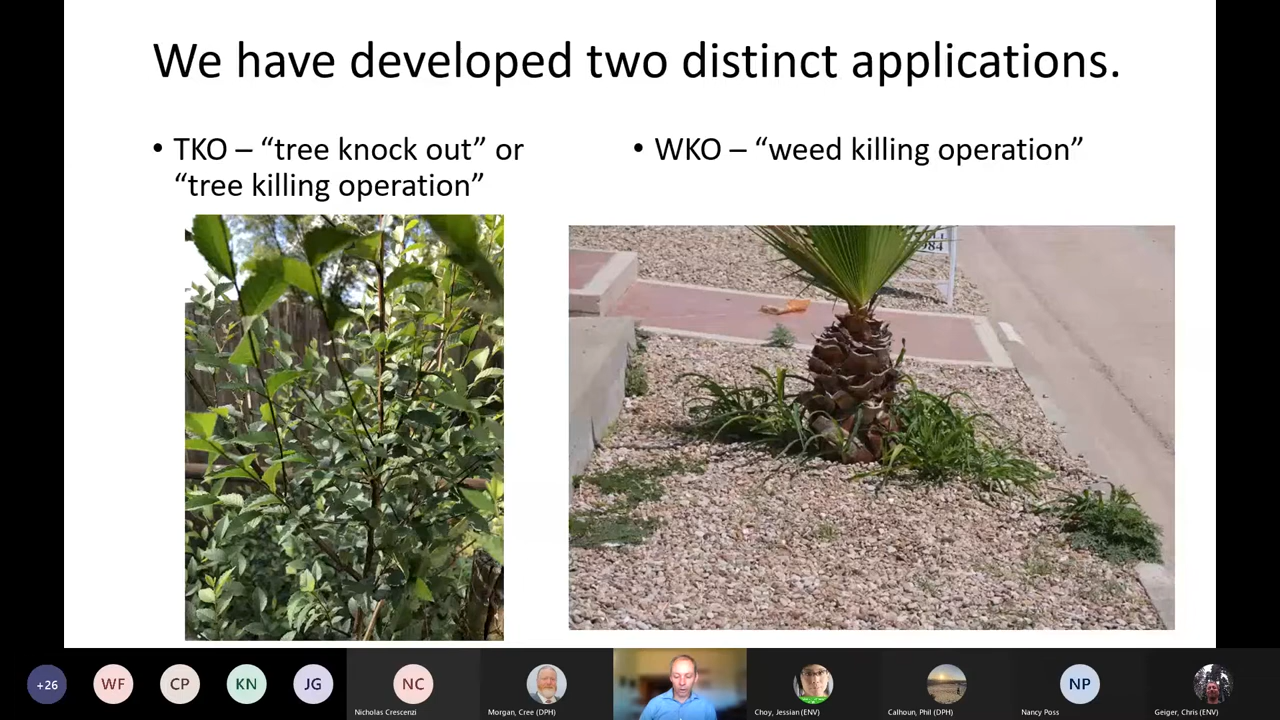 We have developed two distinct applications.
• TKO – “tree knock out” or
“tree killing operation”
• WKO – “weed killing operation”
84
+26
WF
CP
KN
JG
NC
NP
Nicholas Crescenzi
Morgan, Cree (DPH)
Choy, Jessian (ENV)
Calhoun, Phil (DPH)
Nancy Poss
Geiger, Chris (ENV)